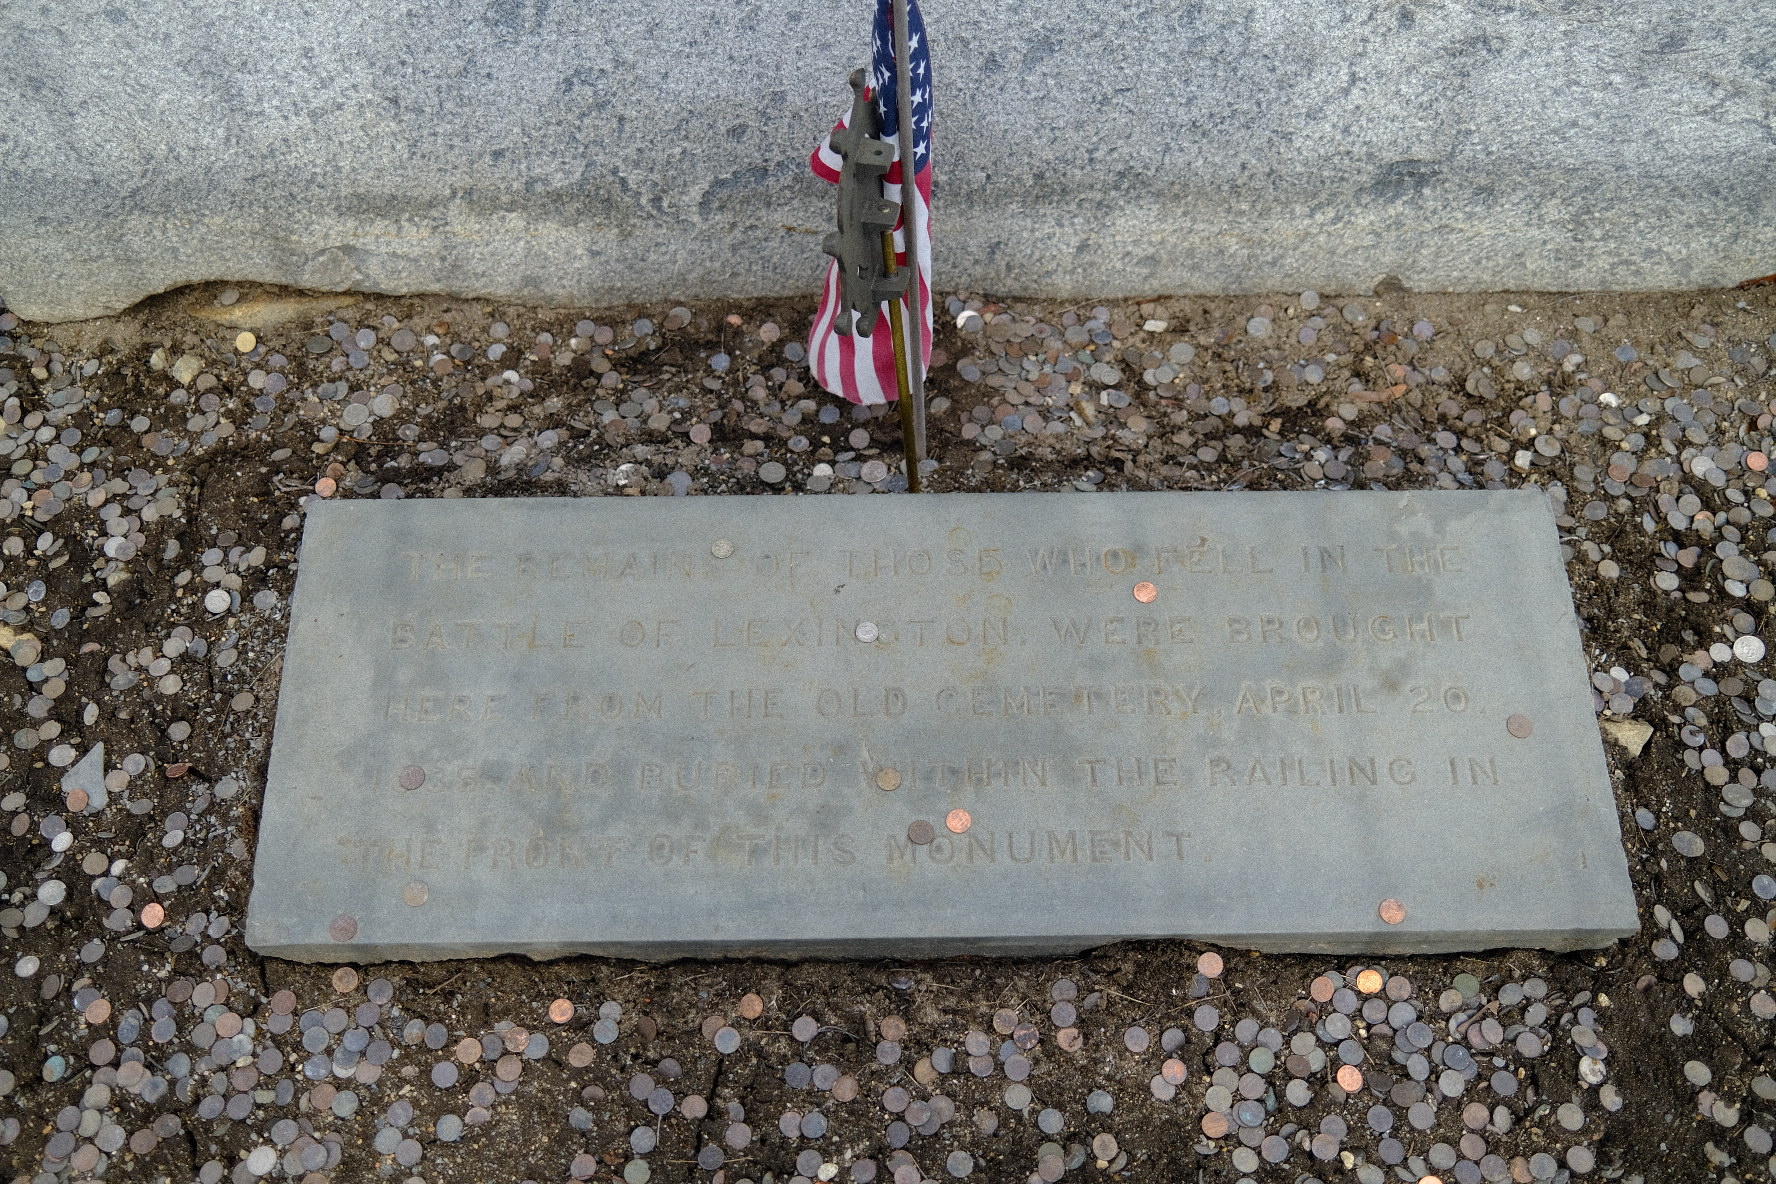 THE REMAINS OF THOSE WHO FELL IN THE
BATTLE OF LEXINGTON, WERE BROUGHT
HERE FROM THE OLD CEMETERY, APRIL 20,
1835, AND BURIED WITHIN THE RAILING IN
THE FRONT OF THIS MONUMENT.